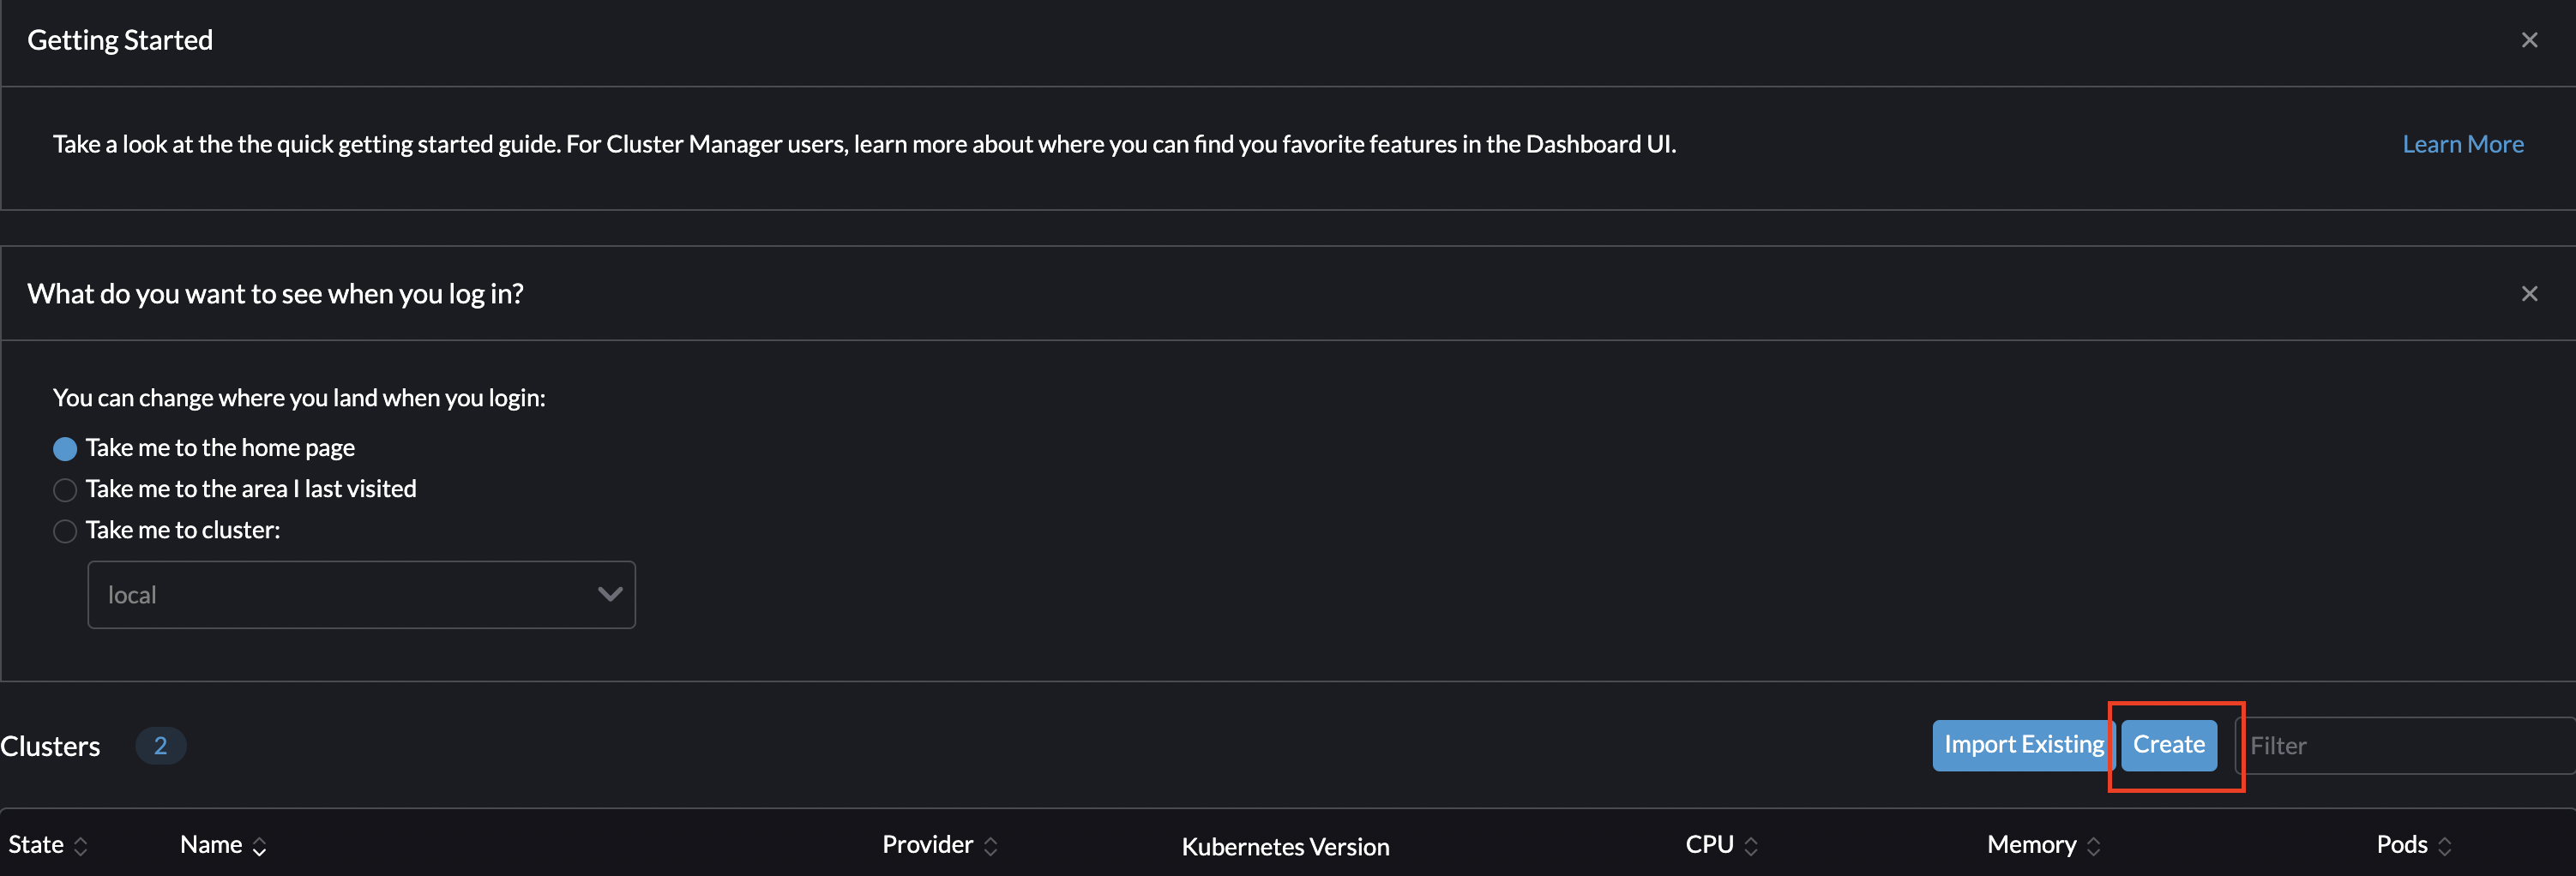 Getting Started
Take a look at the the quick getting started guide. For Cluster Manager users, learn more about where you can find you favorite features in the Dashboard UI. Learn More
What do you want to see when you log in?
You can change where you land when you login:
Take me to the home page
Take me to the area I last visited
Take me to cluster:
local
Clusters 2 Import Existing Create Filter
State Name Provider Kubernetes Version CPU Memory Pods